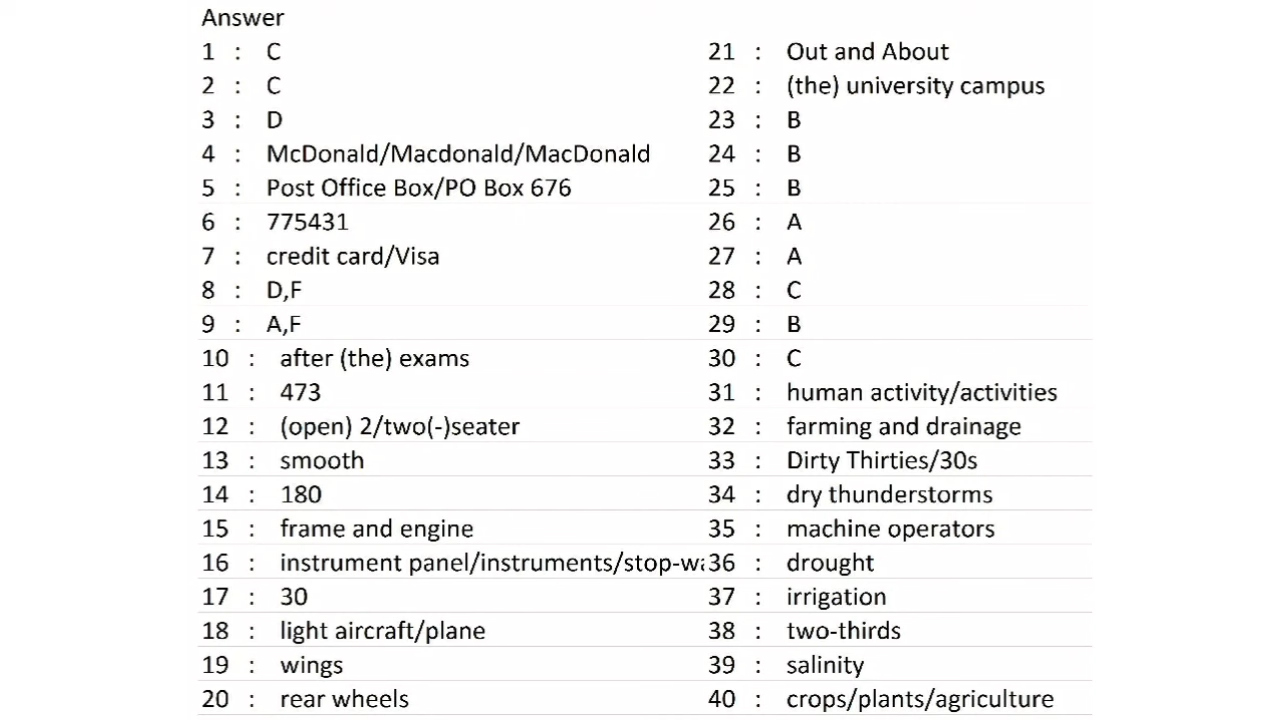 Answer
1 : C
2 : C
3 : D
4 : McDonald/Macdonald/MacDonald
5 : Post Office Box/PO Box 676
6 : 775431
7 : credit card/Visa
8 : D,F
9 : A,F
10 : after (the) exams
11 : 473
12 : (open) 2/two(-)seater
13 : smooth
14 : 180
15 : frame and engine
16 : instrument panel/instruments/stop-wa
17 : 30
18 : light aircraft/plane
19 : wings
20 : rear wheels
21 : Out and About
22 : (the) university campus
23 : B
24 : B
25 : B
26 : A
27 : A
28 : C
29 : B
30 : C
31 : human activity/activities
32 : farming and drainage
33 : Dirty Thirties/30s
34 : dry thunderstorms
35 : machine operators
36 : drought
37 : irrigation
38 : two-thirds
39 : salinity
40 : crops/plants/agriculture